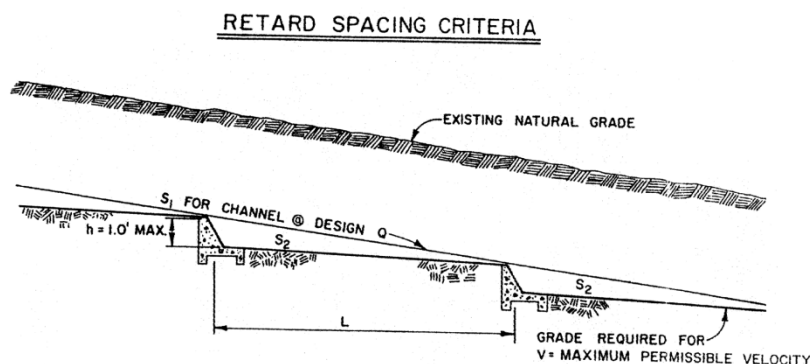 RETARD SPACING CRITERIA
EXISTING NATURAL GRADE
S1 FOR CHANNEL @ DESIGN Q
h = 1.0' MAX.
S2
S2
L
GRADE REQUIRED FOR
V = MAXIMUM PERMISSIBLE VELOCITY